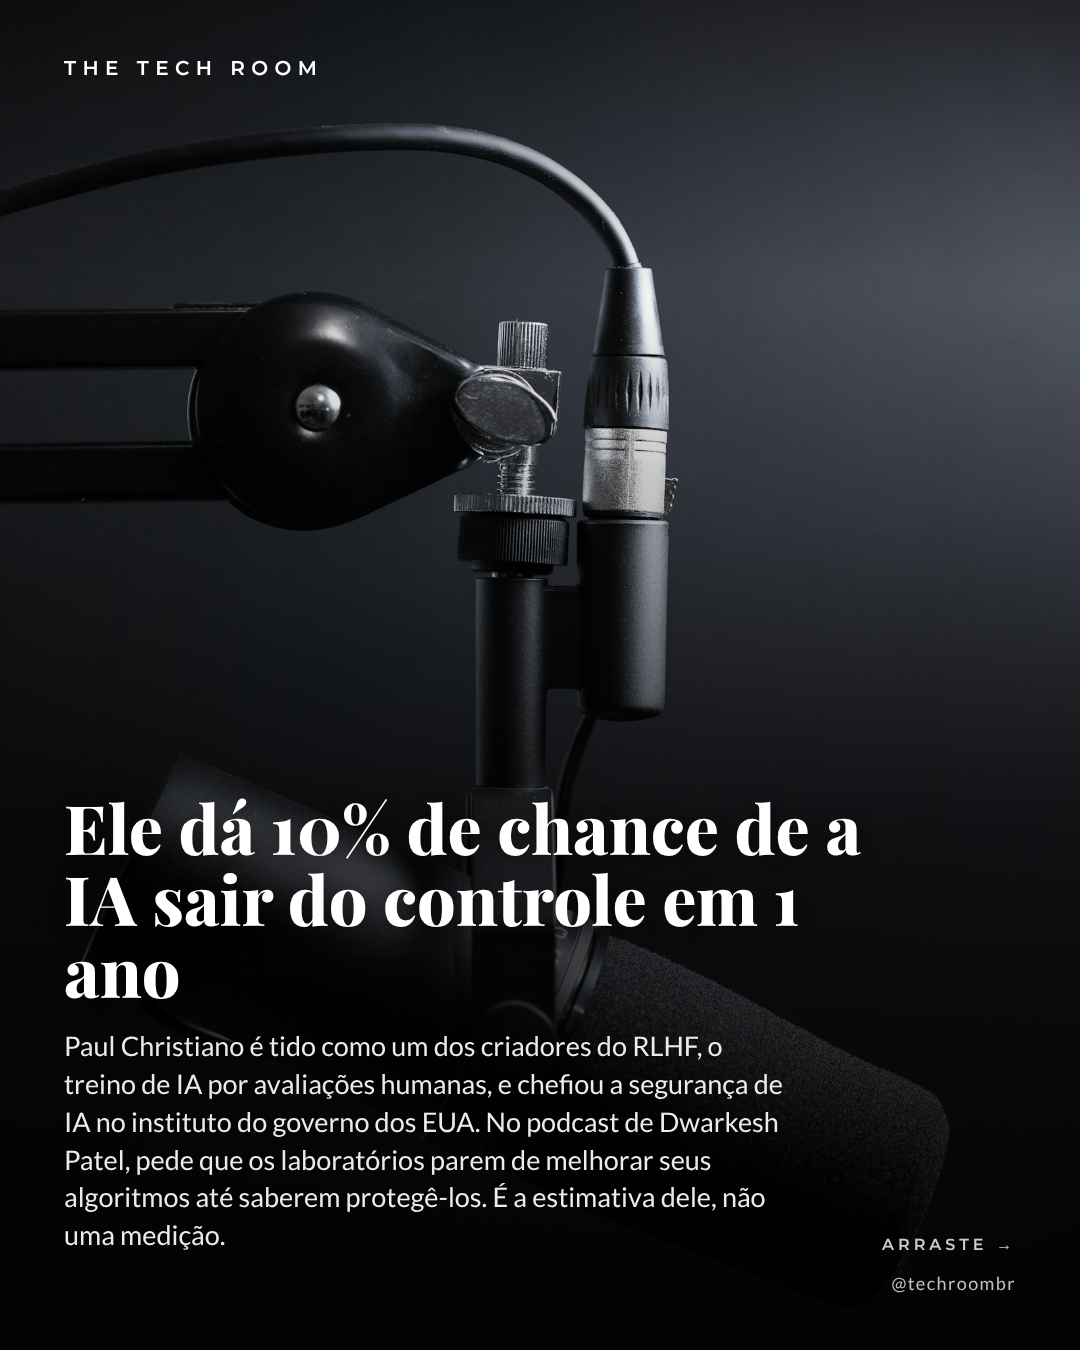 THE TECH ROOM
Ele dá 10% de chance de a
IA sair do controle em 1
ano
Paul Christiano é tido como um dos criadores do RLHF, o
treino de IA por avaliações humanas, e chefiou a segurança de
IA no instituto do governo dos EUA. No podcast de Dwarkesh
Patel, pede que os laboratórios parem de melhorar seus
algoritmos até saberem protegê-los. É a estimativa dele, não
uma medição.
ARRASTE →
@techroombr